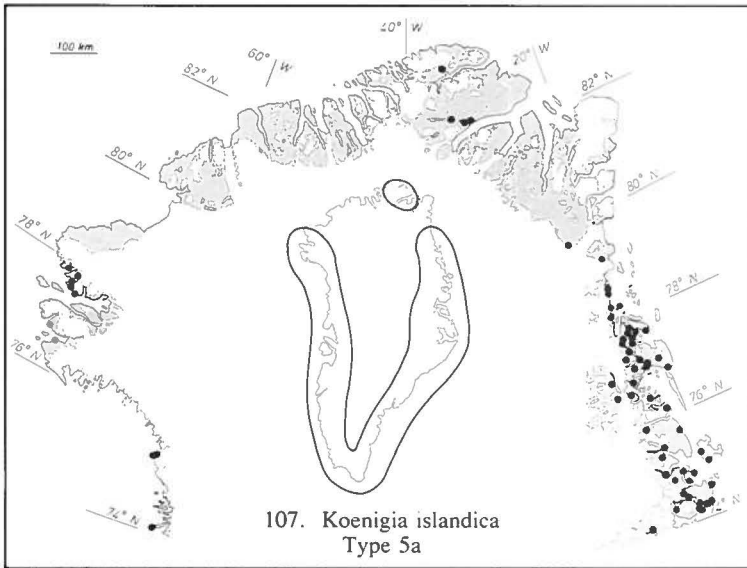 100 km
60° W
40° W
20° W
82° N
82° N
80° N
80° N
78° N
78° N
76° N
76° N
74° N
107. Koenigia islandica
Type 5a